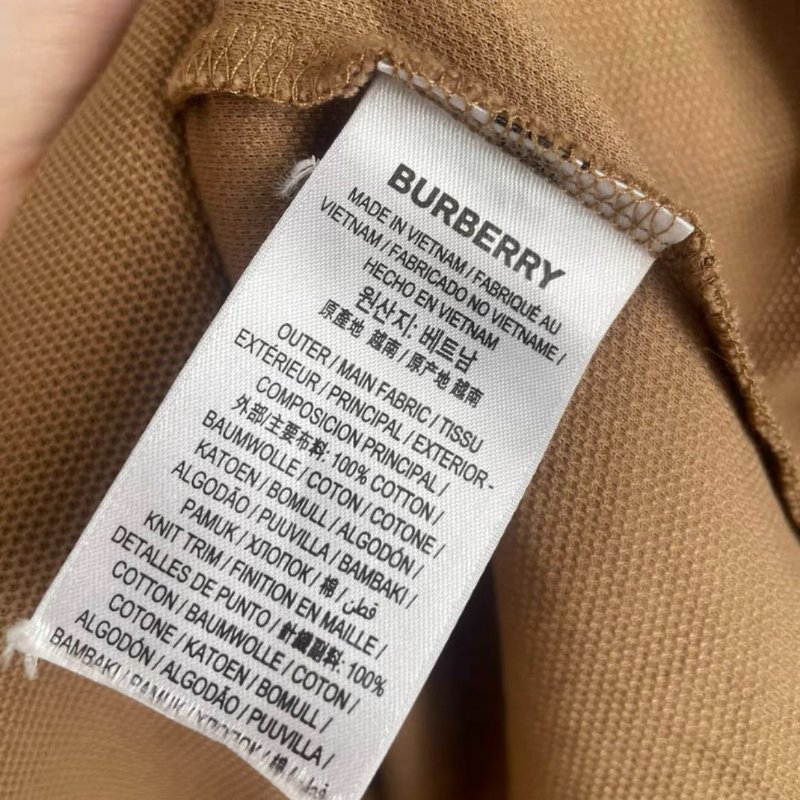 BURBERRY
MADE IN VIETNAM / FABRIQUÉ AU
VIETNAM / FABRICADO NO VIETNAME /
HECHO EN VIETNAM
원산지: 베트남
原產地 越南 / 原产地 越南
OUTER / MAIN FABRIC / TISSU
EXTÉRIEUR / PRINCIPAL / EXTERIOR -
COMPOSICION PRINCIPAL /
外部/主要布料: 100% COTTON /
BAUMWOLLE / COTON / COTONE /
KATOEN / BOMULL / ALGODÓN /
ALGODÃO / PUUVILLA / BAMBAKI /
PAMUK / ХЛОПОК / 棉 / قطن
KNIT TRIM / FINITION EN MAILLE /
DETALLES DE PUNTO / 針織副料: 100%
COTTON / BAUMWOLLE / COTON /
COTONE / KATOEN / BOMULL /
ALGODÓN / ALGODÃO / PUUVILLA /
BAMBAKI / PAMUK / ХЛОПОК / قطن